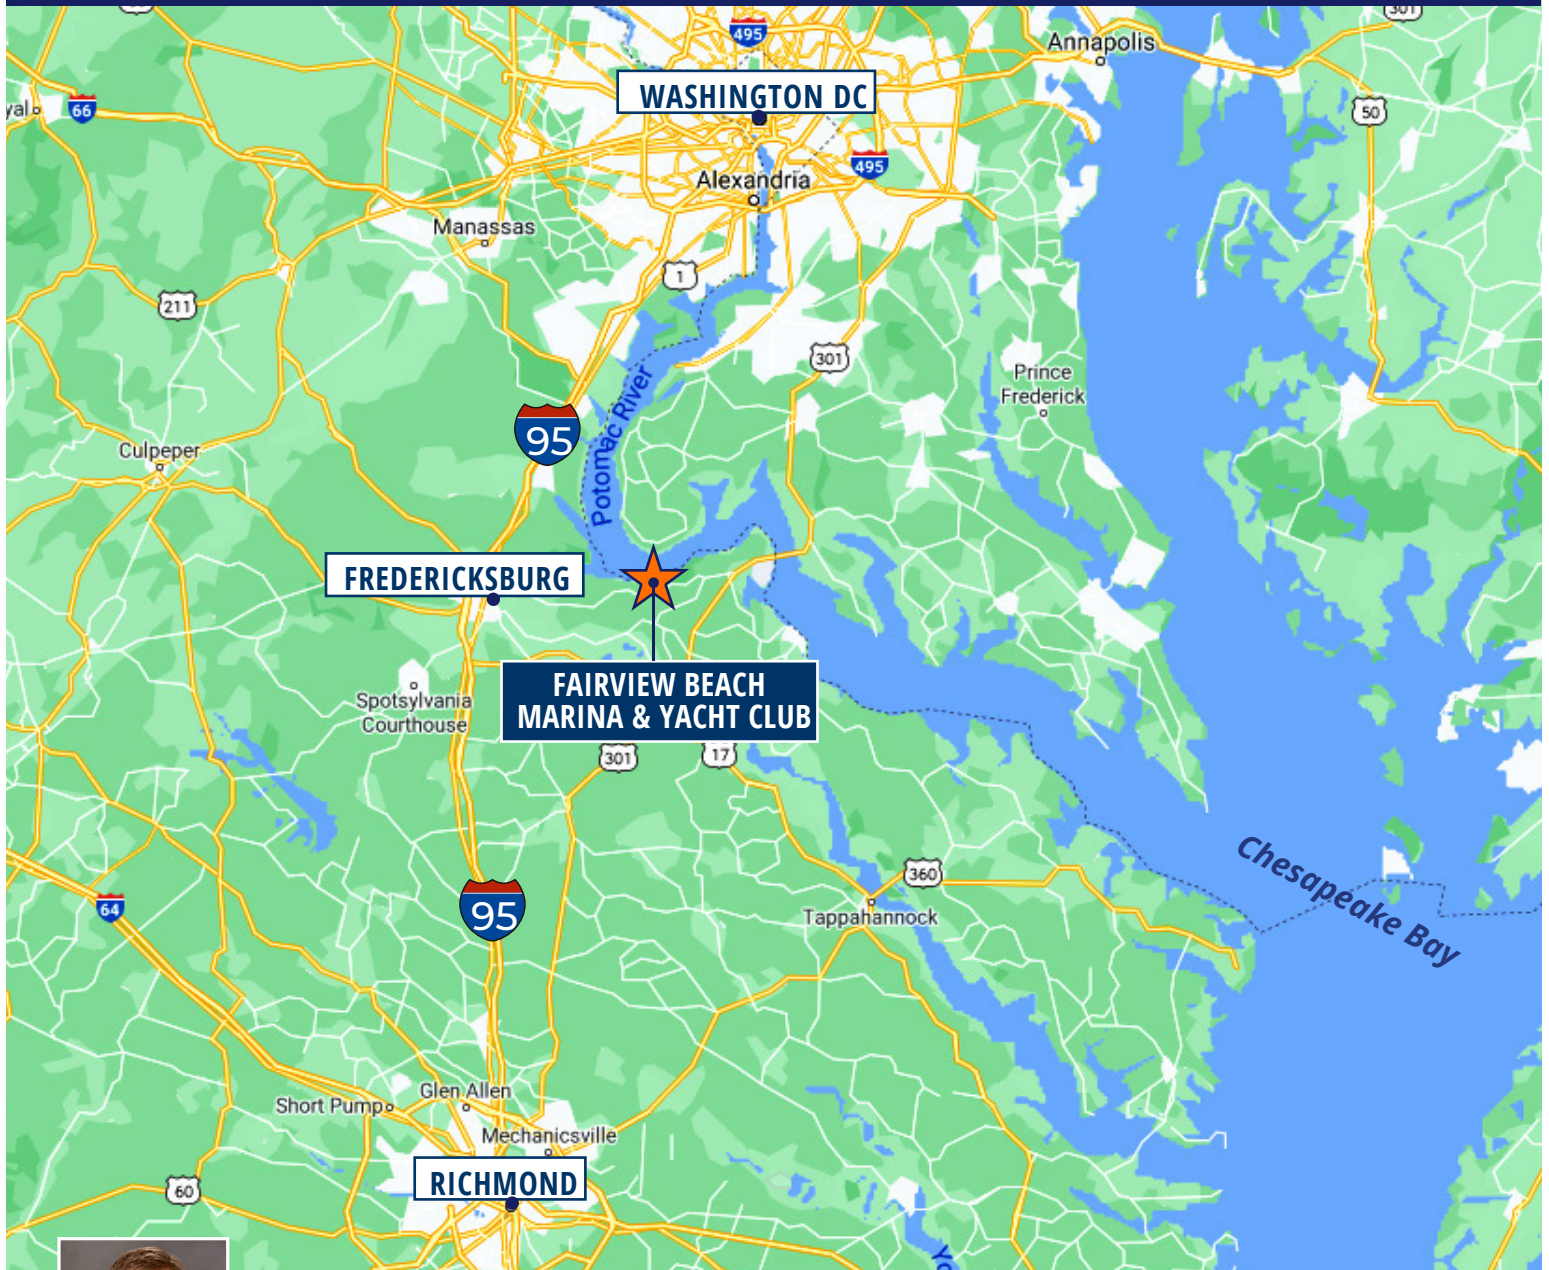 301
495
Annapolis
WASHINGTON DC
66
50
495
Alexandria
Manassas
1
211
301
Prince
Frederick
Potomac River
95
Culpeper
FREDERICKSBURG
FAIRVIEW BEACH
MARINA & YACHT CLUB
Spotsylvania
Courthouse
301
17
Chesapeake Bay
360
95
64
Tappahannock
Glen Allen
Short Pump
Mechanicsville
RICHMOND
60